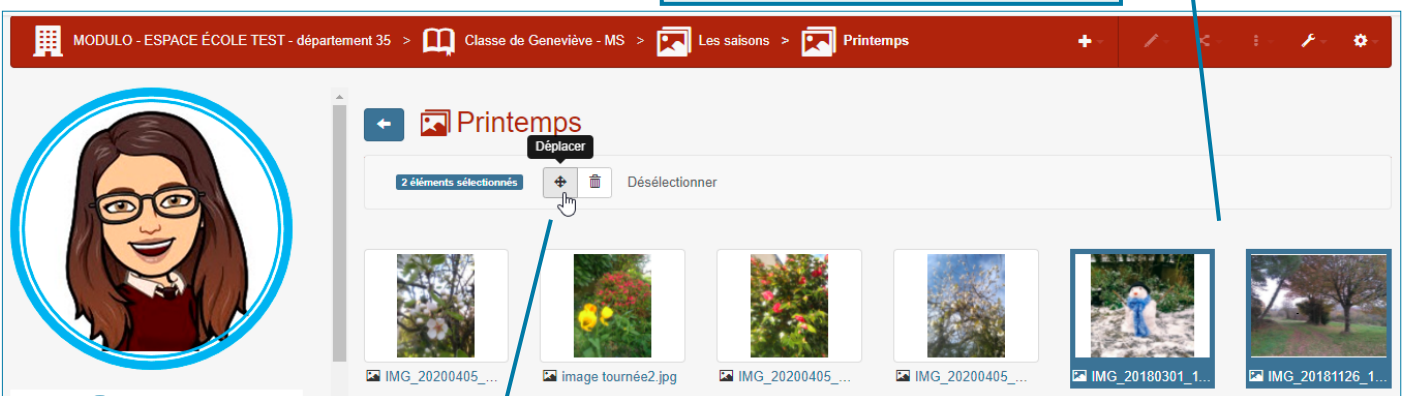 MODULO - ESPACE ÉCOLE TEST - département 35 > Classe de Geneviève - MS > Les saisons > Printemps
Printemps
Déplacer
2 éléments sélectionnés Désélectionner
IMG_20200405_... image tournée2.jpg IMG_20200405_... IMG_20200405_... IMG_20180301_1... IMG_20181126_1...